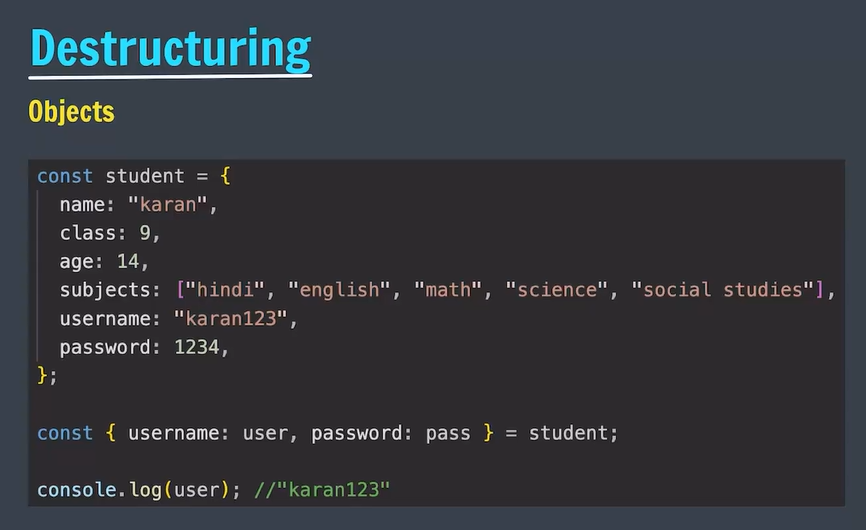 Destructuring
Objects
const student = {
name: "karan",
class: 9,
age: 14,
subjects: ["hindi", "english", "math", "science", "social studies"],
username: "karan123",
password: 1234,
};
const { username: user, password: pass } = student;
console.log(user); //"karan123"